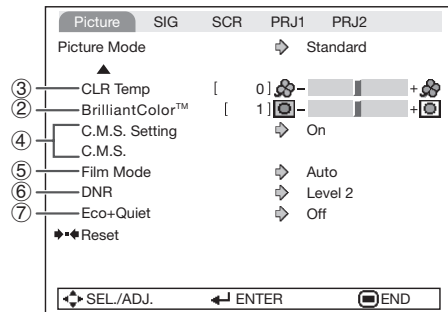 Picture SIG SCR PRJ1 PRJ2
Picture Mode Standard
③ CLR Temp [ 0] – +
② BrilliantColor™ [ 1] – +
④ C.M.S. Setting On
C.M.S.
⑤ Film Mode Auto
⑥ DNR Level 2
⑦ Eco+Quiet Off
Reset
SEL./ADJ. ENTER END